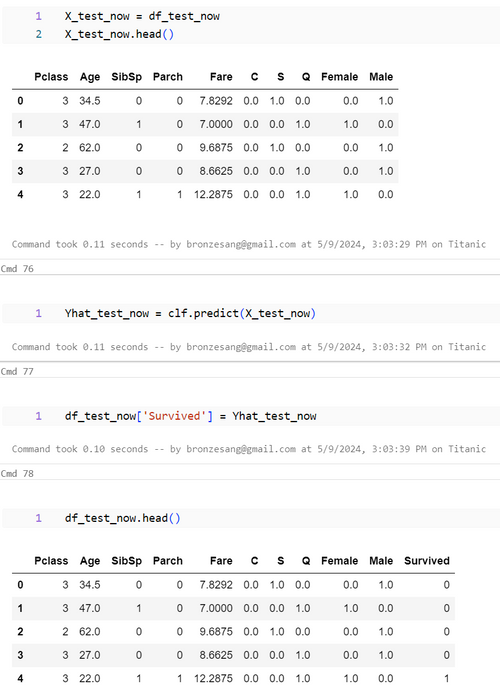 1 X_test_now = df_test_now
2 X_test_now.head()
Pclass Age SibSp Parch Fare C S Q Female Male
0 3 34.5 0 0 7.8292 0.0 1.0 0.0 0.0 1.0
1 3 47.0 1 0 7.0000 0.0 0.0 1.0 1.0 0.0
2 2 62.0 0 0 9.6875 0.0 1.0 0.0 0.0 1.0
3 3 27.0 0 0 8.6625 0.0 0.0 1.0 0.0 1.0
4 3 22.0 1 1 12.2875 0.0 0.0 1.0 1.0 0.0
Command took 0.11 seconds -- by bronzesang@gmail.com at 5/9/2024, 3:03:29 PM on Titanic
Cmd 76
1 Yhat_test_now = clf.predict(X_test_now)
Command took 0.11 seconds -- by bronzesang@gmail.com at 5/9/2024, 3:03:32 PM on Titanic
Cmd 77
1 df_test_now['Survived'] = Yhat_test_now
Command took 0.10 seconds -- by bronzesang@gmail.com at 5/9/2024, 3:03:39 PM on Titanic
Cmd 78
1 df_test_now.head()
Pclass Age SibSp Parch Fare C S Q Female Male Survived
0 3 34.5 0 0 7.8292 0.0 1.0 0.0 0.0 1.0 0
1 3 47.0 1 0 7.0000 0.0 0.0 1.0 1.0 0.0 0
2 2 62.0 0 0 9.6875 0.0 1.0 0.0 0.0 1.0 0
3 3 27.0 0 0 8.6625 0.0 0.0 1.0 0.0 1.0 0
4 3 22.0 1 1 12.2875 0.0 0.0 1.0 1.0 0.0 1